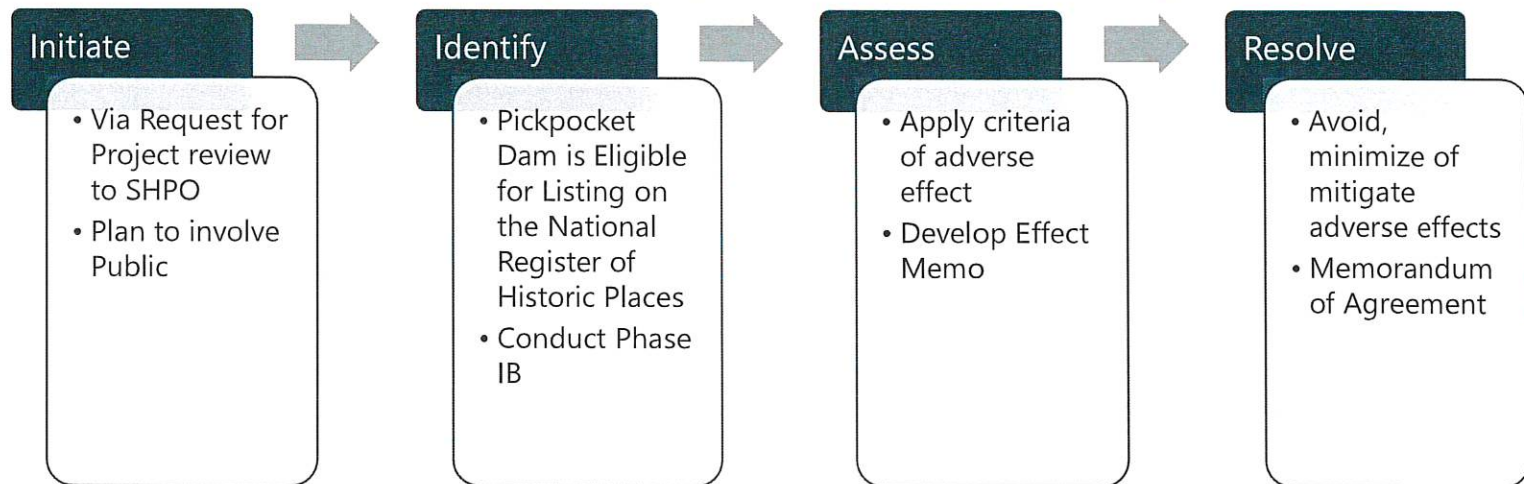 Initiate
• Via Request for
Project review
to SHPO
• Plan to involve
Public
Identify
• Pickpocket
Dam is Eligible
for Listing on
the National
Register of
Historic Places
• Conduct Phase
IB
Assess
• Apply criteria
of adverse
effect
• Develop Effect
Memo
Resolve
• Avoid,
minimize of
mitigate
adverse effects
• Memorandum
of Agreement